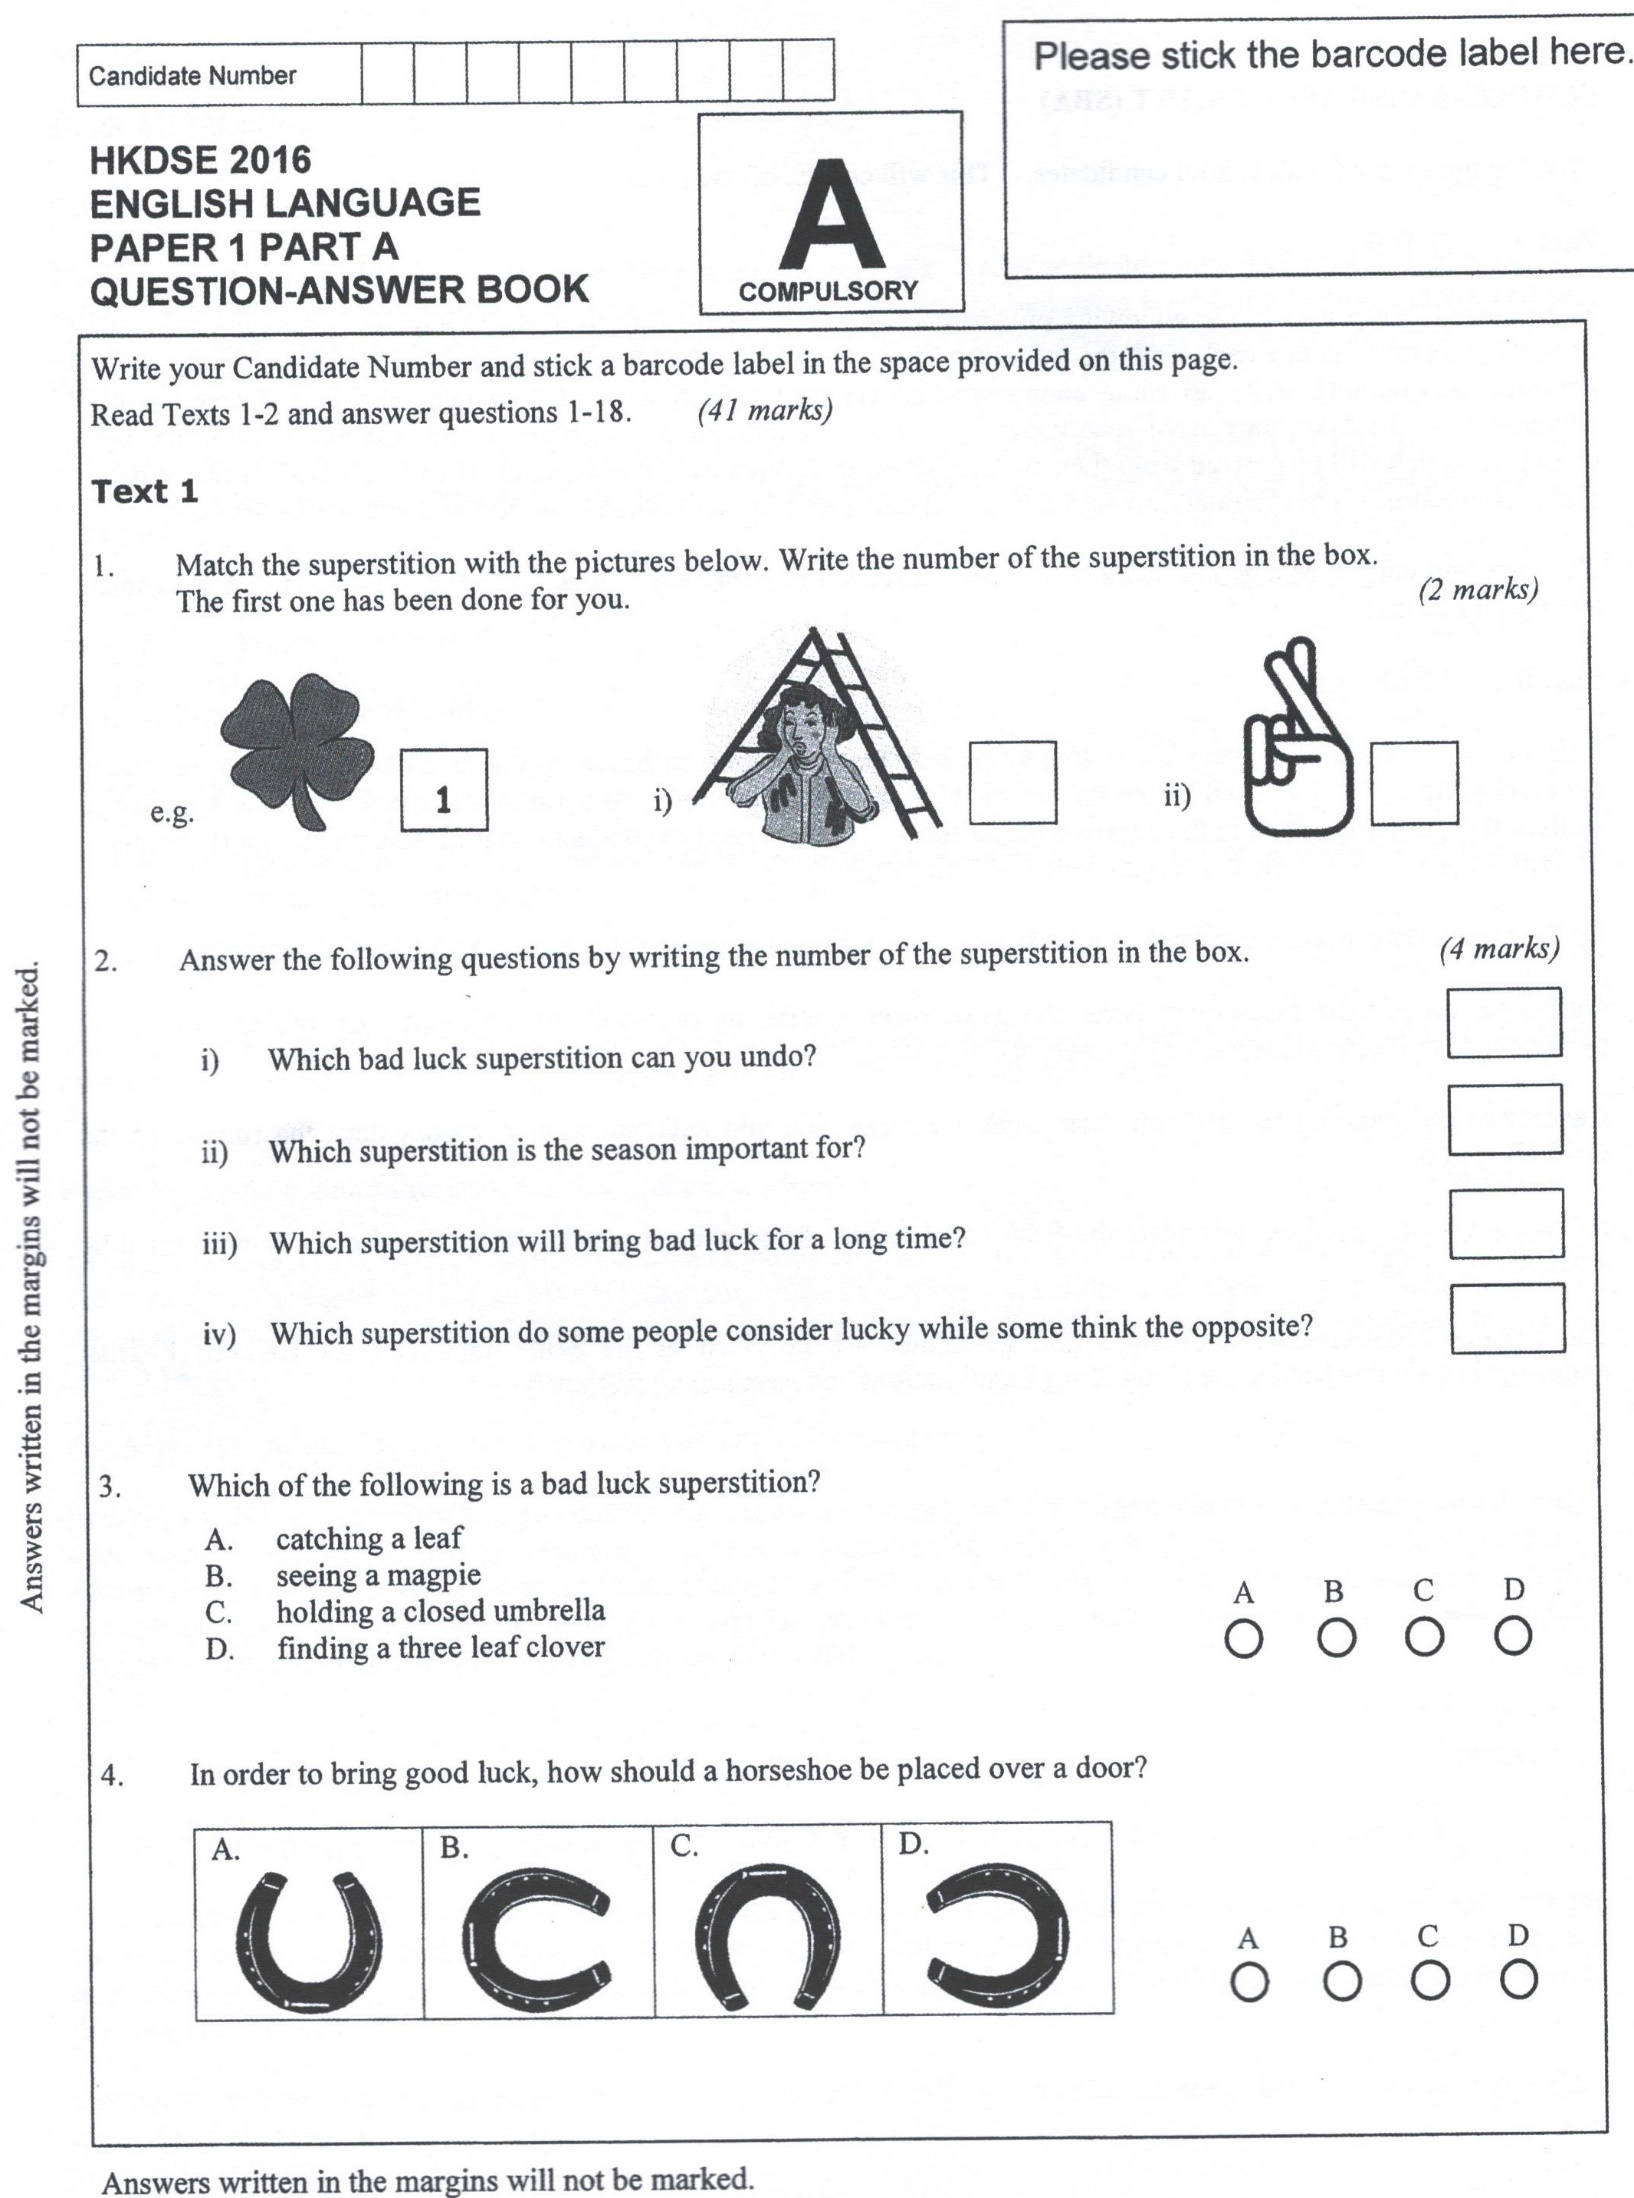 Candidate Number
Please stick the barcode label here.
HKDSE 2016
ENGLISH LANGUAGE
PAPER 1 PART A
QUESTION-ANSWER BOOK
A
COMPULSORY
Write your Candidate Number and stick a barcode label in the space provided on this page.
Read Texts 1-2 and answer questions 1-18. (41 marks)
Text 1
1. Match the superstition with the pictures below. Write the number of the superstition in the box.
The first one has been done for you. (2 marks)
e.g. 1 i) ii)
2. Answer the following questions by writing the number of the superstition in the box. (4 marks)
i) Which bad luck superstition can you undo?
ii) Which superstition is the season important for?
iii) Which superstition will bring bad luck for a long time?
iv) Which superstition do some people consider lucky while some think the opposite?
3. Which of the following is a bad luck superstition?
A. catching a leaf
B. seeing a magpie
C. holding a closed umbrella
D. finding a three leaf clover
A B C D
4. In order to bring good luck, how should a horseshoe be placed over a door?
A. B. C. D.
A B C D
Answers written in the margins will not be marked.
Answers written in the margins will not be marked.